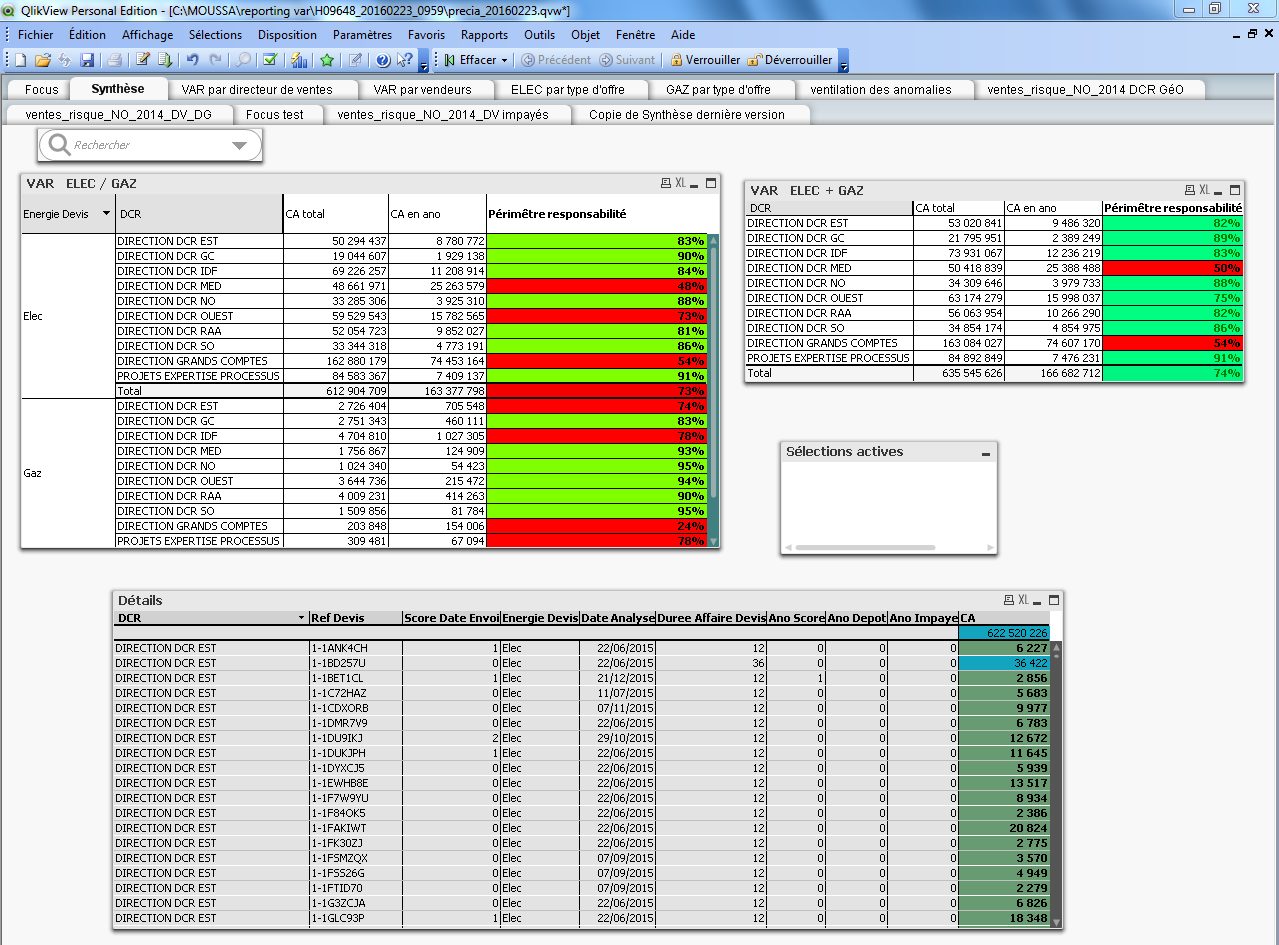 QlikView Personal Edition - [C:\MOUSSA\reporting var\H09648_20160223_0959\precia_20160223.qvw*]
Fichier Édition Affichage Sélections Disposition Paramètres Favoris Rapports Outils Objet Fenêtre Aide
Effacer Précédent Suivant Verrouiller Déverrouiller
Focus Synthèse VAR par directeur de ventes VAR par vendeurs ELEC par type d'offre GAZ par type d'offre ventilation des anomalies ventes_risque_NO_2014 DCR GéO
ventes_risque_NO_2014_DV_DG Focus test ventes_risque_NO_2014_DV impayés Copie de Synthèse dernière version
Rechercher
VAR ELEC / GAZ XL
Energie Devis DCR CA total CA en ano Périmêtre responsabilité
Elec
DIRECTION DCR EST 50 294 437 8 780 772 83%
DIRECTION DCR GC 19 044 607 1 929 138 90%
DIRECTION DCR IDF 69 226 257 11 208 914 84%
DIRECTION DCR MED 48 661 971 25 263 579 48%
DIRECTION DCR NO 33 285 306 3 925 310 88%
DIRECTION DCR OUEST 59 529 543 15 782 565 73%
DIRECTION DCR RAA 52 054 723 9 852 027 81%
DIRECTION DCR SO 33 344 318 4 773 191 86%
DIRECTION GRANDS COMPTES 162 880 179 74 453 164 54%
PROJETS EXPERTISE PROCESSUS 84 583 367 7 409 137 91%
Total 612 904 709 163 377 798 73%
Gaz
DIRECTION DCR EST 2 726 404 705 548 74%
DIRECTION DCR GC 2 751 343 460 111 83%
DIRECTION DCR IDF 4 704 810 1 027 305 78%
DIRECTION DCR MED 1 756 867 124 909 93%
DIRECTION DCR NO 1 024 340 54 423 95%
DIRECTION DCR OUEST 3 644 736 215 472 94%
DIRECTION DCR RAA 4 009 231 414 263 90%
DIRECTION DCR SO 1 509 856 81 784 95%
DIRECTION GRANDS COMPTES 203 848 154 006 24%
PROJETS EXPERTISE PROCESSUS 309 481 67 094 78%
VAR ELEC + GAZ XL
DCR CA total CA en ano Périmêtre responsabilité
DIRECTION DCR EST 53 020 841 9 486 320 82%
DIRECTION DCR GC 21 795 951 2 389 249 89%
DIRECTION DCR IDF 73 931 067 12 236 219 83%
DIRECTION DCR MED 50 418 839 25 388 488 50%
DIRECTION DCR NO 34 309 646 3 979 733 88%
DIRECTION DCR OUEST 63 174 279 15 998 037 75%
DIRECTION DCR RAA 56 063 954 10 266 290 82%
DIRECTION DCR SO 34 854 174 4 854 975 86%
DIRECTION GRANDS COMPTES 163 084 027 74 607 170 54%
PROJETS EXPERTISE PROCESSUS 84 892 849 7 476 231 91%
Total 635 545 626 166 682 712 74%
Sélections actives
Détails XL
DCR Ref Devis Score Date Envoi Energie Devis Date Analyse Duree Affaire Devis Ano Score Ano Depot Ano Impaye CA
622 520 226
DIRECTION DCR EST 1-1ANK4CH 1 Elec 22/06/2015 12 0 0 0 6 227
DIRECTION DCR EST 1-1BD257U 0 Elec 22/06/2015 36 0 0 0 36 422
DIRECTION DCR EST 1-1BET1CL 1 Elec 21/12/2015 12 1 0 0 2 856
DIRECTION DCR EST 1-1C72HAZ 0 Elec 11/07/2015 12 0 0 0 5 683
DIRECTION DCR EST 1-1CDXORB 0 Elec 07/11/2015 12 0 0 0 9 977
DIRECTION DCR EST 1-1DMR7V9 0 Elec 22/06/2015 12 0 0 0 6 783
DIRECTION DCR EST 1-1DU9IKJ 2 Elec 29/10/2015 12 0 0 0 12 672
DIRECTION DCR EST 1-1DUKJPH 1 Elec 22/06/2015 12 0 0 0 11 645
DIRECTION DCR EST 1-1DYXCJ5 0 Elec 22/06/2015 12 0 0 0 5 939
DIRECTION DCR EST 1-1EWHB8E 0 Elec 22/06/2015 12 0 0 0 13 517
DIRECTION DCR EST 1-1F7W9YU 0 Elec 22/06/2015 12 0 0 0 8 934
DIRECTION DCR EST 1-1F84OK5 0 Elec 22/06/2015 12 0 0 0 2 386
DIRECTION DCR EST 1-1FAKIWT 0 Elec 22/06/2015 12 0 0 0 20 824
DIRECTION DCR EST 1-1FK30ZJ 0 Elec 22/06/2015 12 0 0 0 2 775
DIRECTION DCR EST 1-1FSMZQX 0 Elec 07/09/2015 12 0 0 0 3 570
DIRECTION DCR EST 1-1FSS26G 0 Elec 07/09/2015 12 0 0 0 4 949
DIRECTION DCR EST 1-1FTID70 0 Elec 07/09/2015 12 0 0 0 2 279
DIRECTION DCR EST 1-1G3ZCJA 0 Elec 22/06/2015 12 0 0 0 6 826
DIRECTION DCR EST 1-1GLC93P 1 Elec 22/06/2015 12 0 0 0 18 348